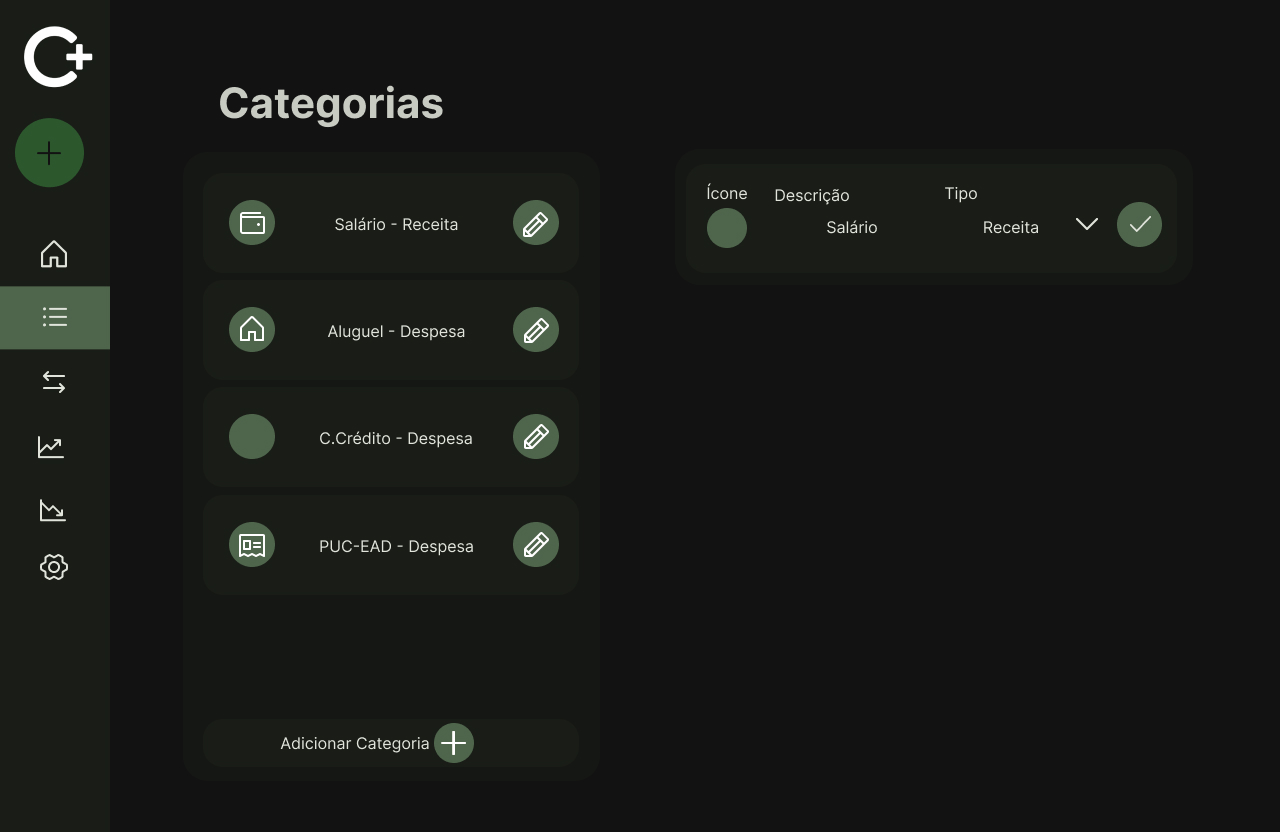 Categorias
Salário - Receita
Aluguel - Despesa
C.Crédito - Despesa
PUC-EAD - Despesa
Adicionar Categoria
Ícone Descrição Tipo
Salário Receita